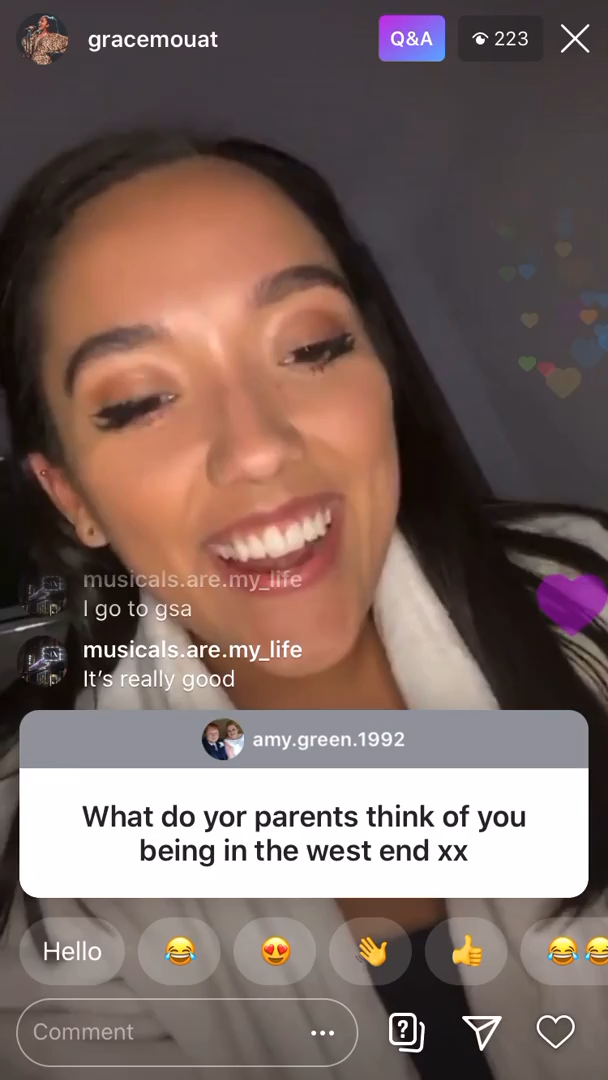 gracemouat
Q&A
223
musicals.are.my_life
I go to gsa
musicals.are.my_life
It's really good
amy.green.1992
What do yor parents think of you
being in the west end xx
Hello
Comment